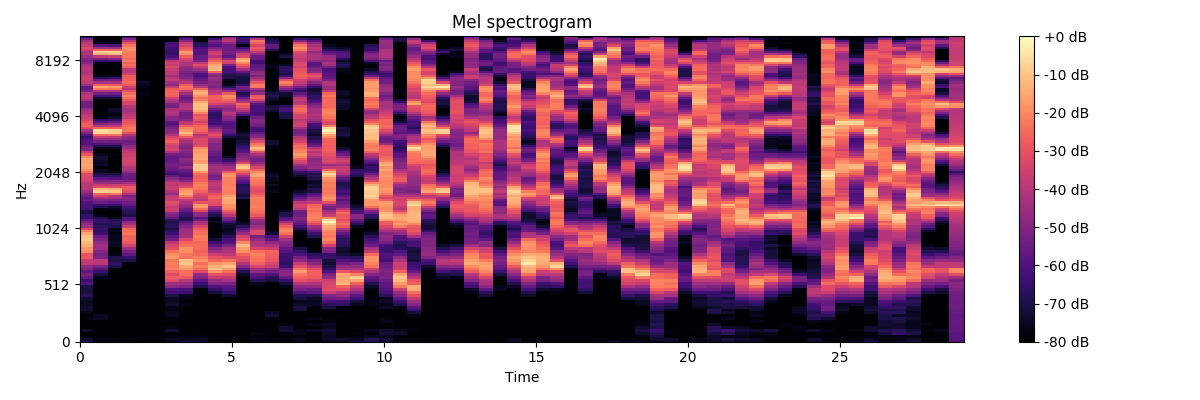 Mel spectrogram
Hz
8192
4096
2048
1024
512
0
0 5 10 15 20 25
Time
+0 dB
-10 dB
-20 dB
-30 dB
-40 dB
-50 dB
-60 dB
-70 dB
-80 dB